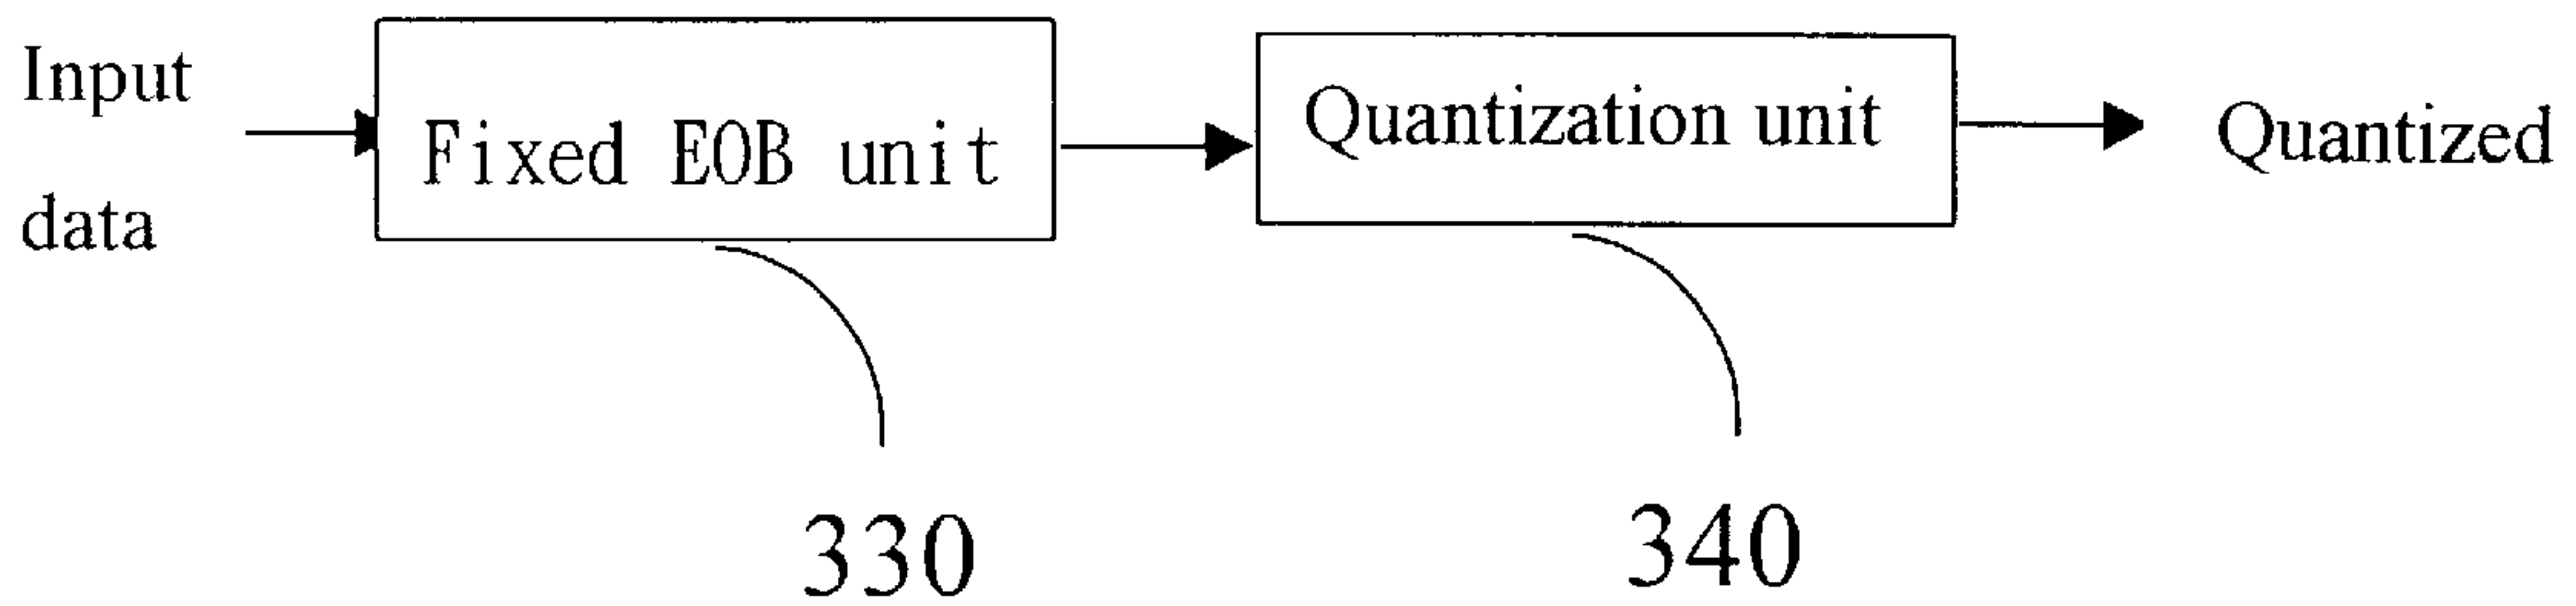 Input
data
Fixed EOB unit
Quantization unit
Quantized
330
340